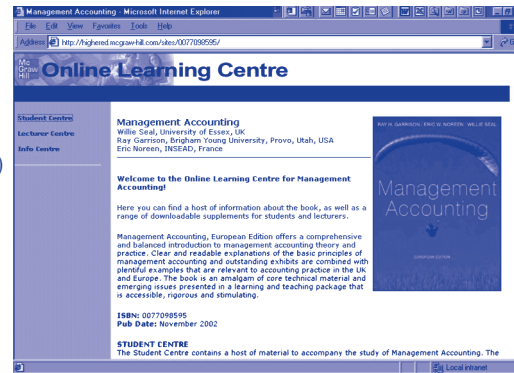 Management Accounting - Microsoft Internet Explorer
File Edit View Favorites Tools Help
Address http://highered.mcgraw-hill.com/sites/0077098595/
Mc Graw Hill Online Learning Centre
Student Centre
Lecturer Centre
Info Centre
Management Accounting
Willie Seal, University of Essex, UK
Ray Garrison, Brigham Young University, Provo, Utah, USA
Eric Noreen, INSEAD, France
Welcome to the Online Learning Centre for Management
Accounting!
Here you can find a host of information about the book, as well as a
range of downloadable supplements for students and lecturers.
Management Accounting, European Edition offers a comprehensive
and balanced introduction to management accounting theory and
practice. Clear and readable explanations of the basic principles of
management accounting and outstanding exhibits are combined with
plentiful examples that are relevant to accounting practice in the UK
and Europe. The book is an amalgam of core technical material and
emerging issues presented in a learning and teaching package that
is accessible, rigorous and stimulating.
ISBN: 0077098595
Pub Date: November 2002
STUDENT CENTRE
The Student Centre contains a host of material to accompany the study of Management Accounting. The
RAY H. GARRISON · ERIC W. NOREEN · WILLIE SEAL
Management
Accounting
EUROPEAN EDITION
Local intranet